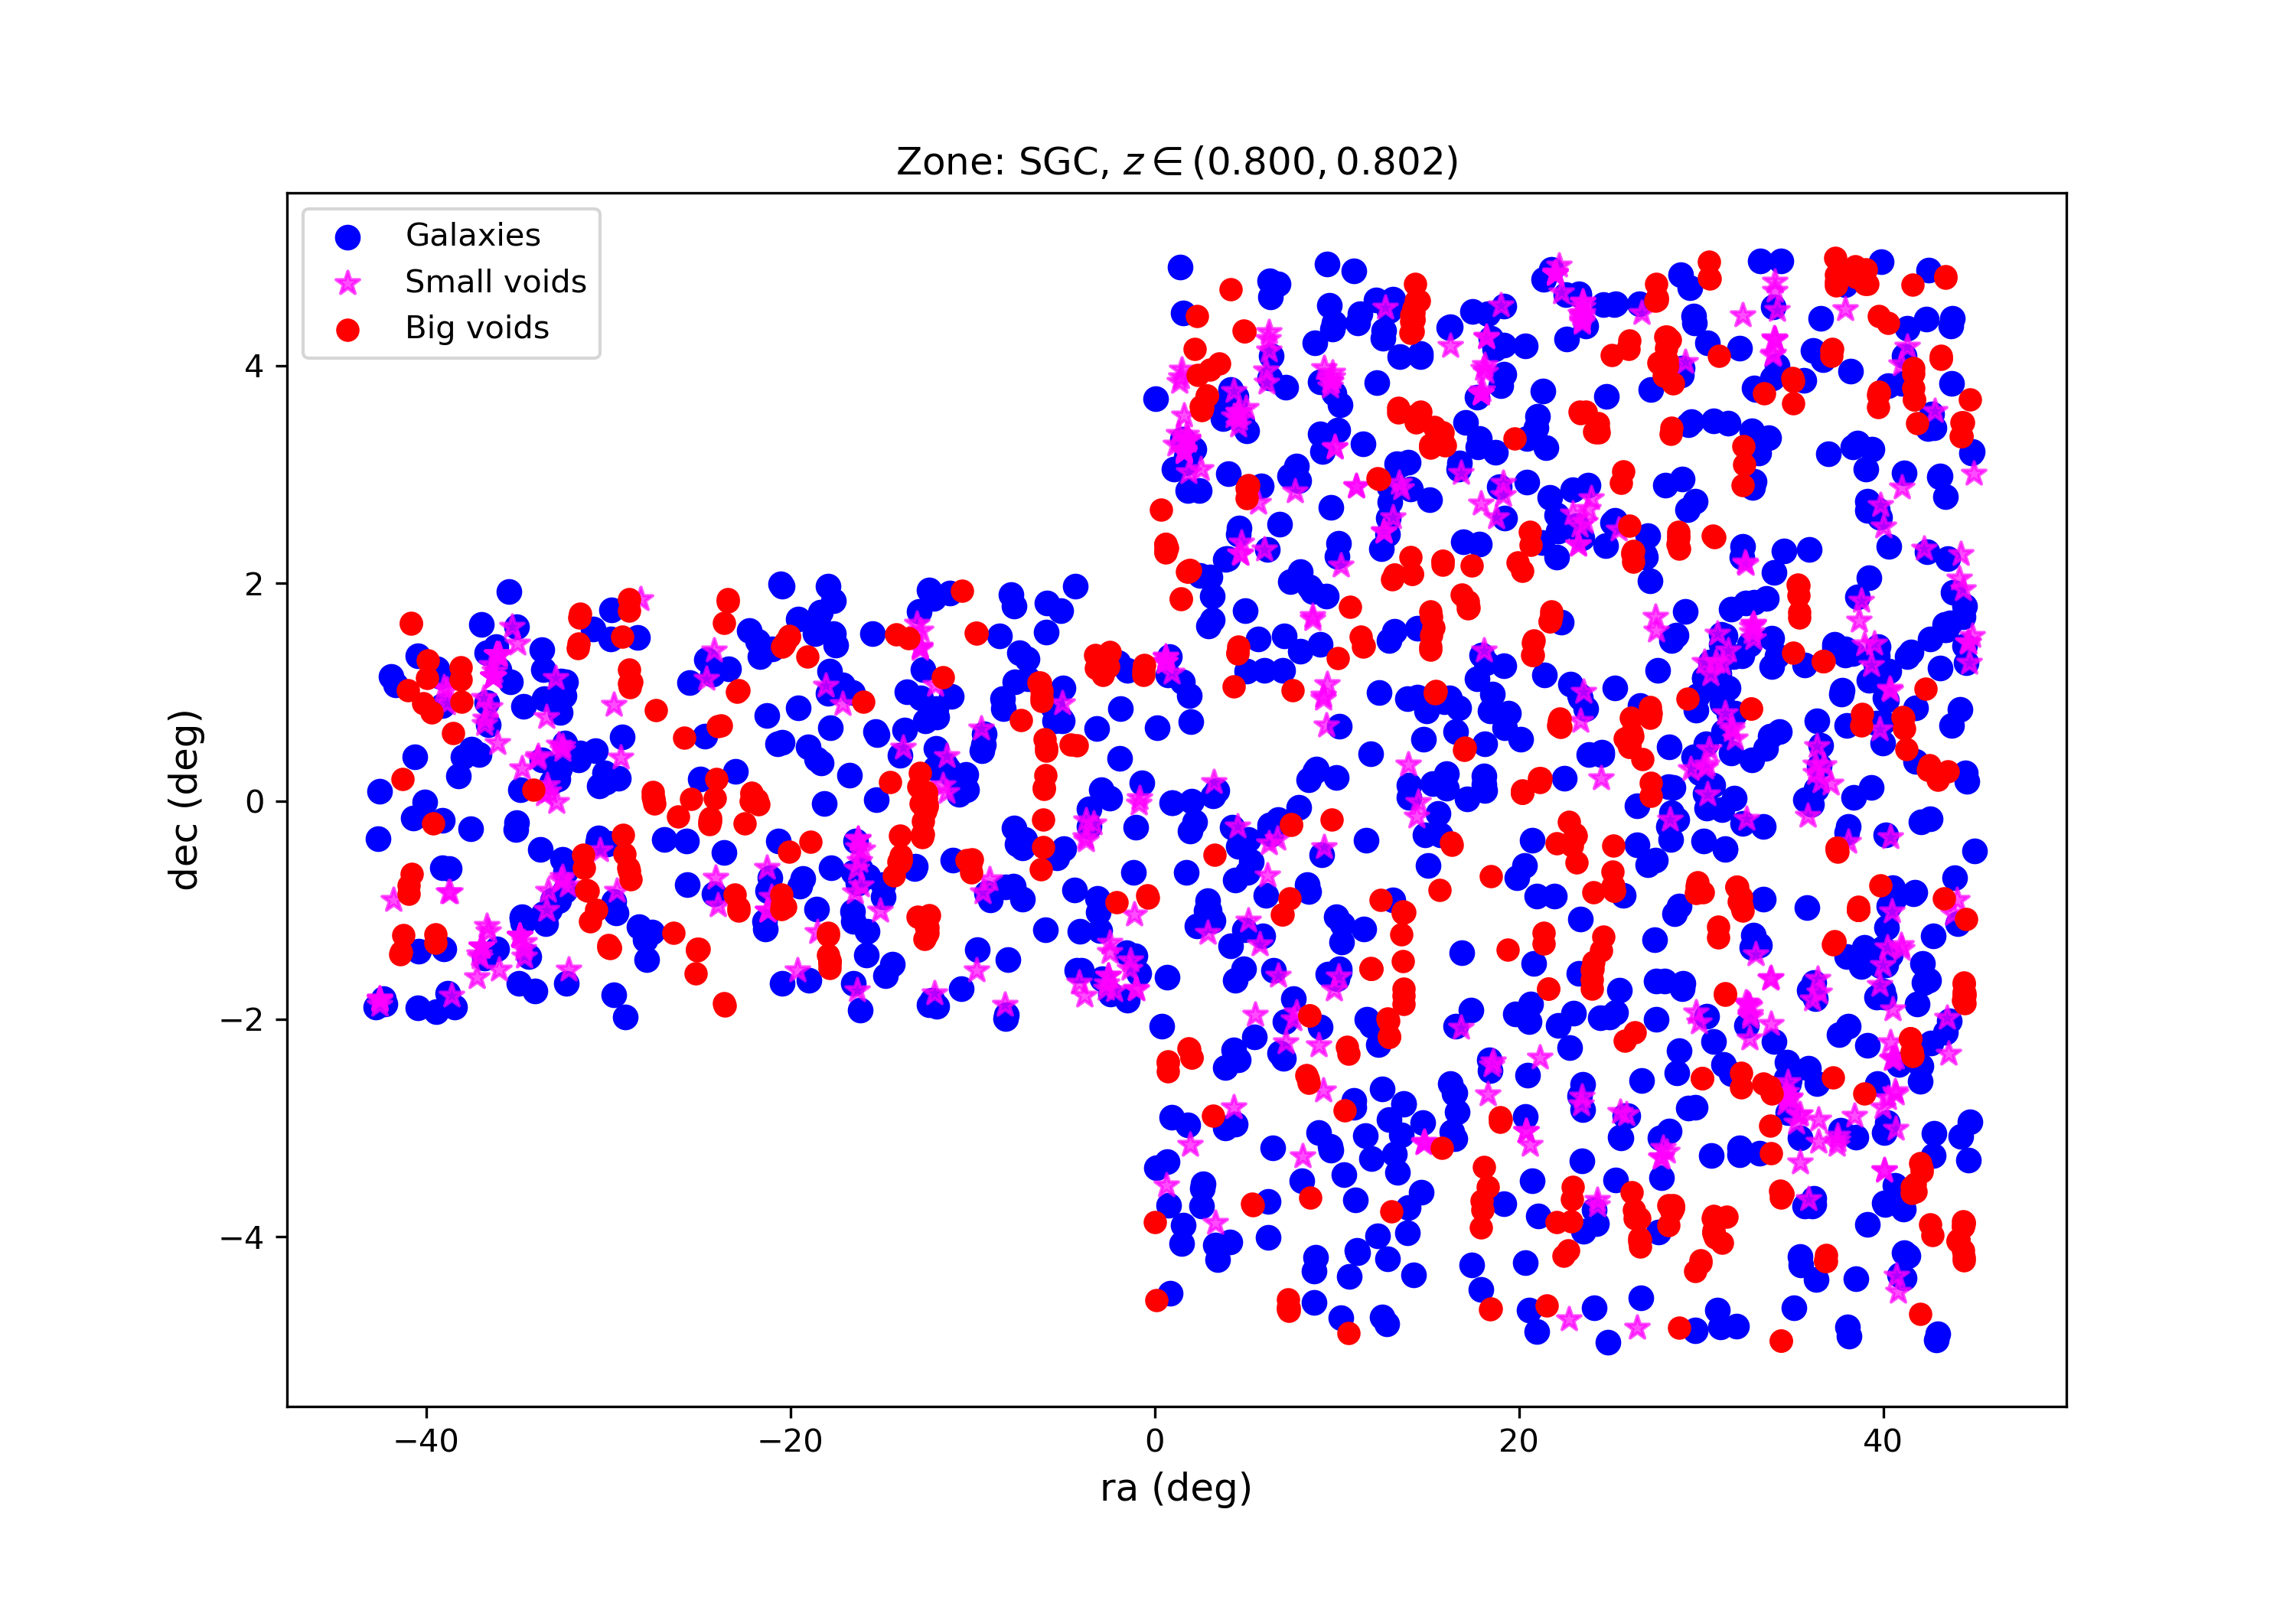 Zone: SGC, z ∈ (0.800, 0.802)
Galaxies
Small voids
Big voids
4
2
0
−2
−4
dec (deg)
−40
−20
0
20
40
ra (deg)